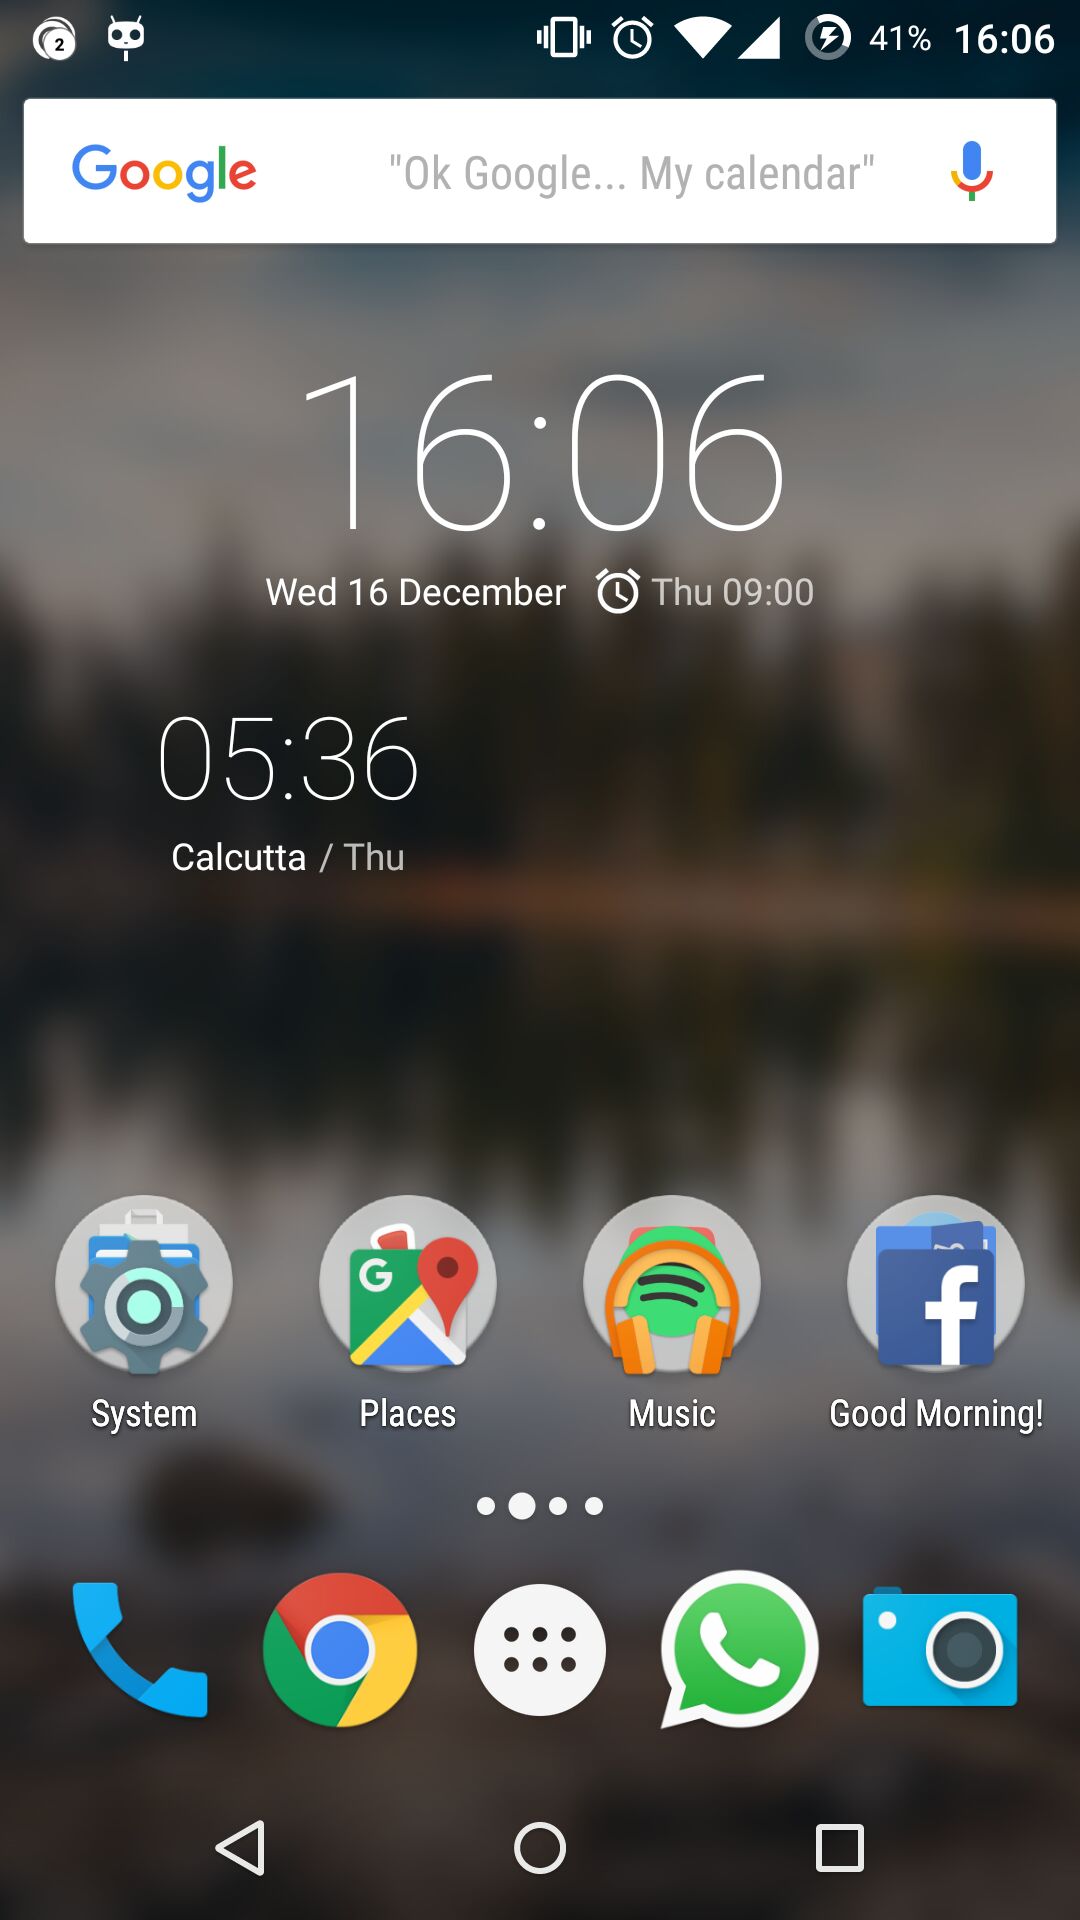 2 41% 16:06
Google "Ok Google... My calendar"
16:06
Wed 16 December Thu 09:00
05:36
Calcutta / Thu
G
f
System Places Music Good Morning!